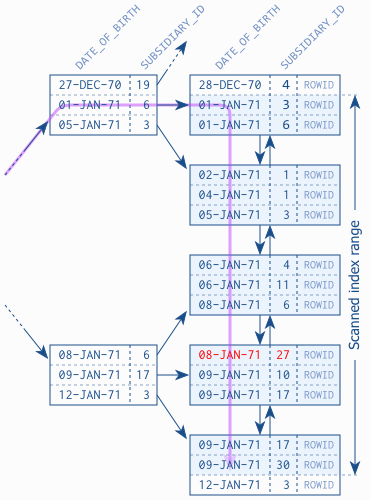 DATE_OF_BIRTH SUBSIDIARY_ID
DATE_OF_BIRTH SUBSIDIARY_ID
27-DEC-70 19
01-JAN-71 6
05-JAN-71 3
28-DEC-70 4 ROWID
01-JAN-71 3 ROWID
01-JAN-71 6 ROWID
02-JAN-71 1 ROWID
04-JAN-71 1 ROWID
05-JAN-71 3 ROWID
06-JAN-71 4 ROWID
06-JAN-71 11 ROWID
08-JAN-71 6 ROWID
08-JAN-71 6
09-JAN-71 17
12-JAN-71 3
08-JAN-71 27 ROWID
09-JAN-71 10 ROWID
09-JAN-71 17 ROWID
09-JAN-71 17 ROWID
09-JAN-71 30 ROWID
12-JAN-71 3 ROWID
Scanned index range